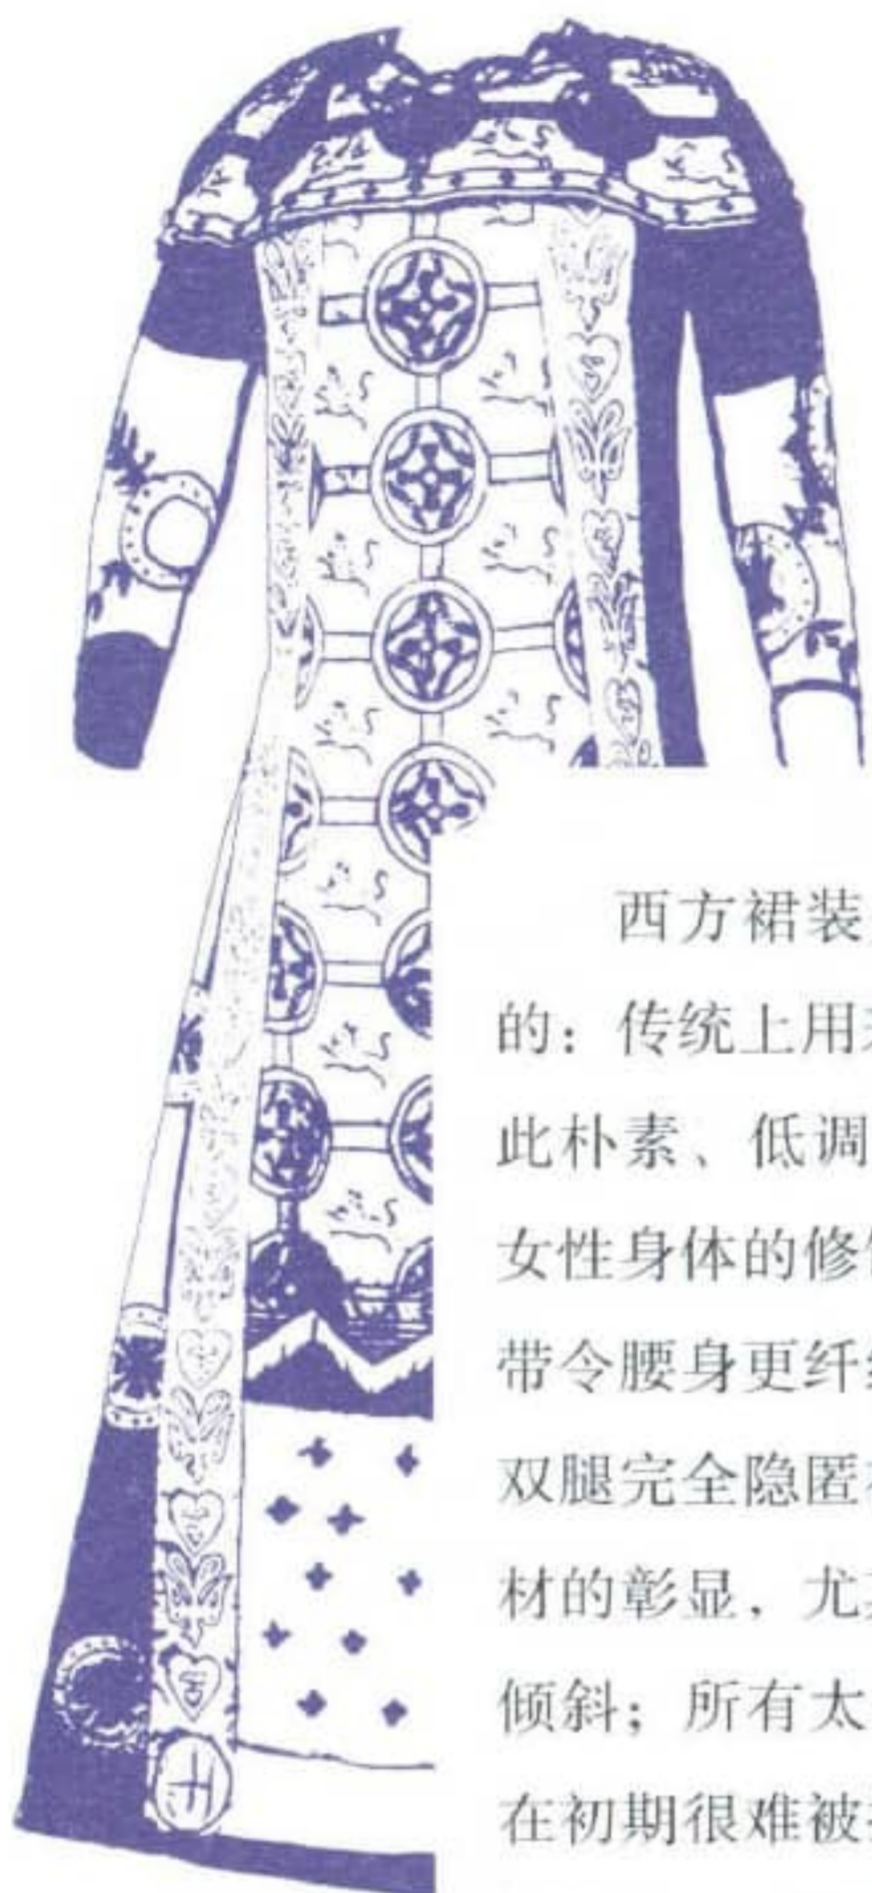 西方裙装
的：传统上用
此朴素、低调
女性身体的修
带令腰身更纤
双腿完全隐匿
材的彰显，尤
倾斜；所有太
在初期很难被